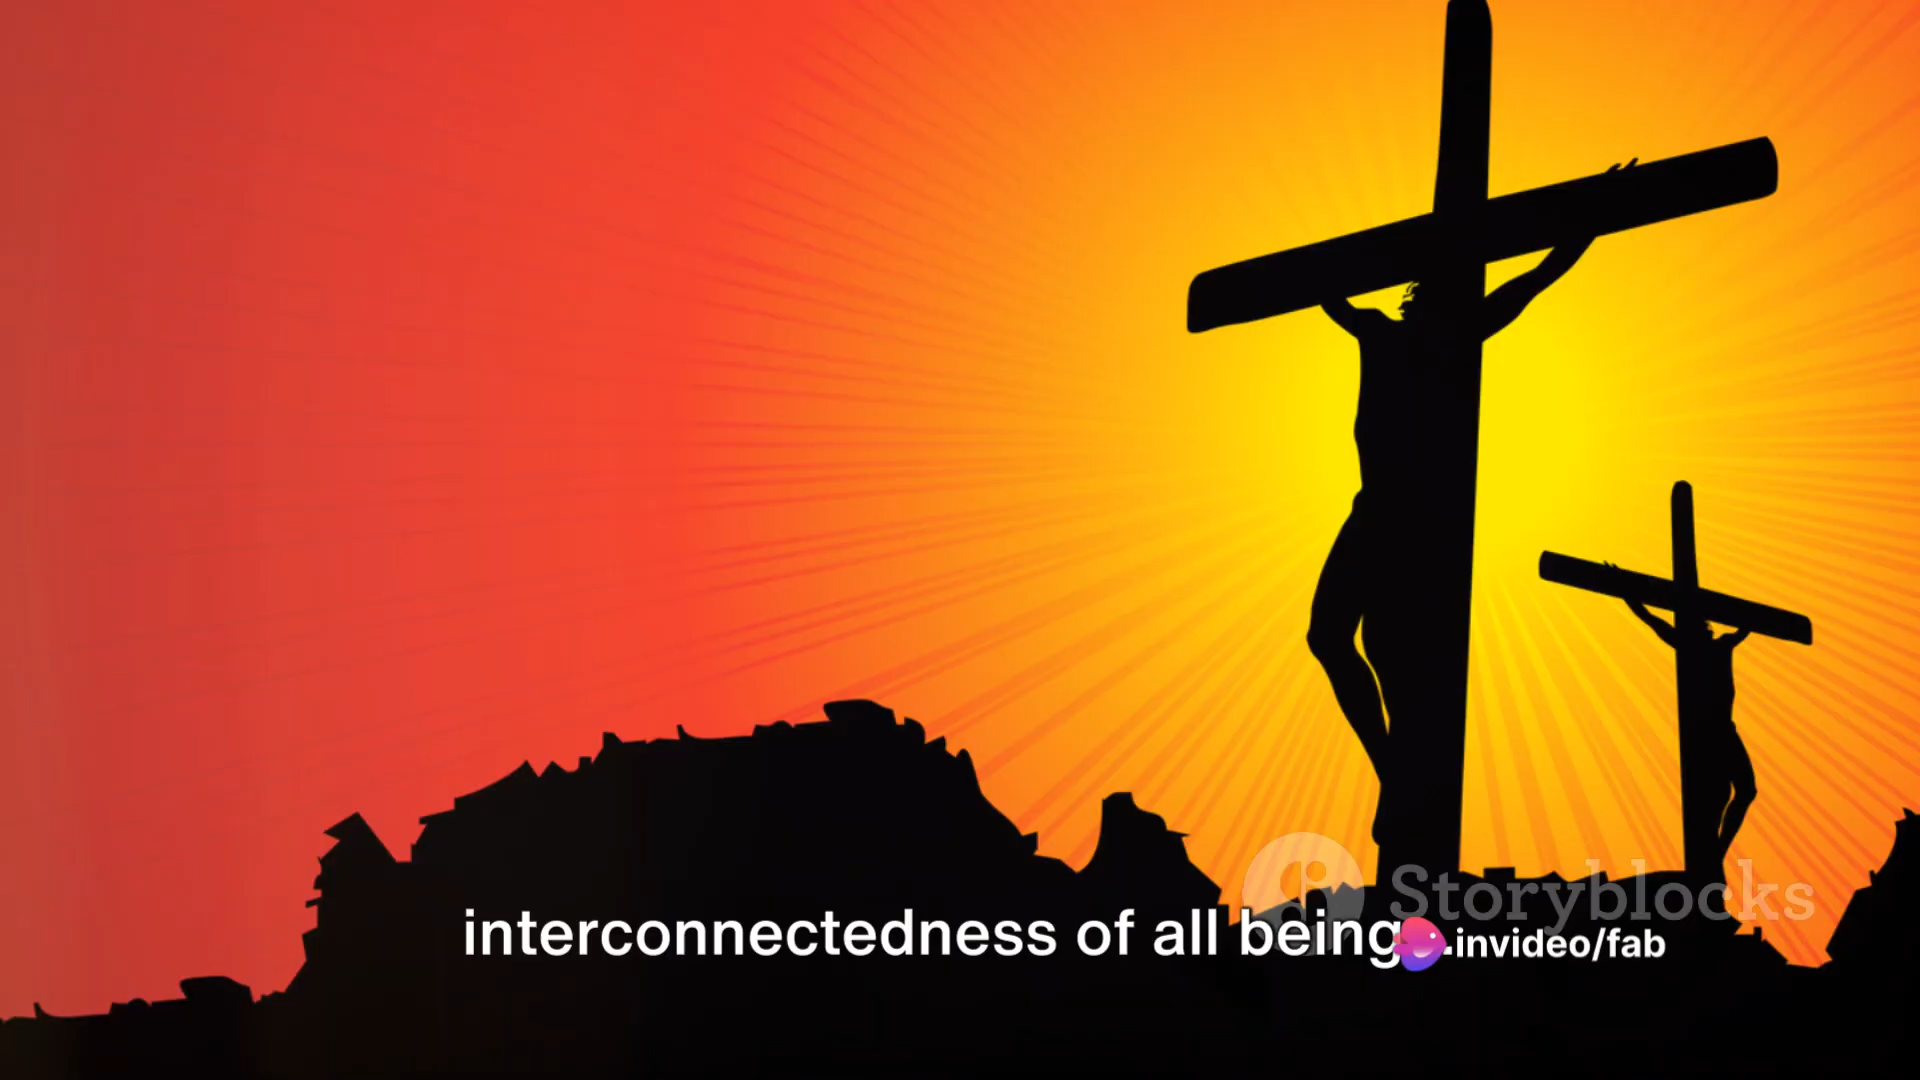 Storyblocks
interconnectedness of all being
.invideo/fab